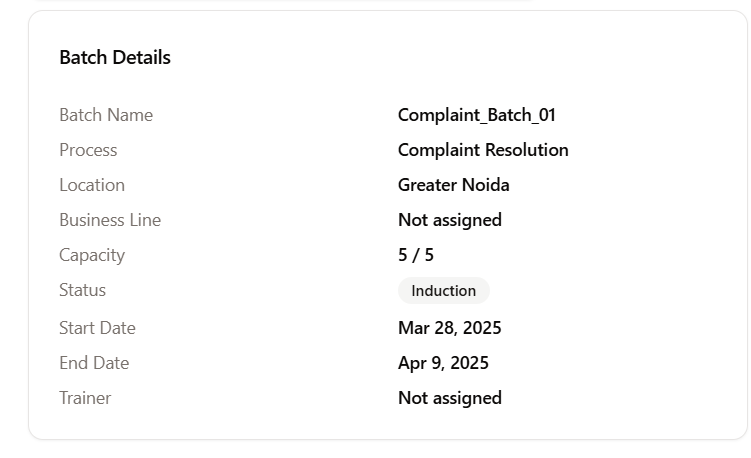 Batch Details
Batch Name Complaint_Batch_01
Process Complaint Resolution
Location Greater Noida
Business Line Not assigned
Capacity 5 / 5
Status Induction
Start Date Mar 28, 2025
End Date Apr 9, 2025
Trainer Not assigned